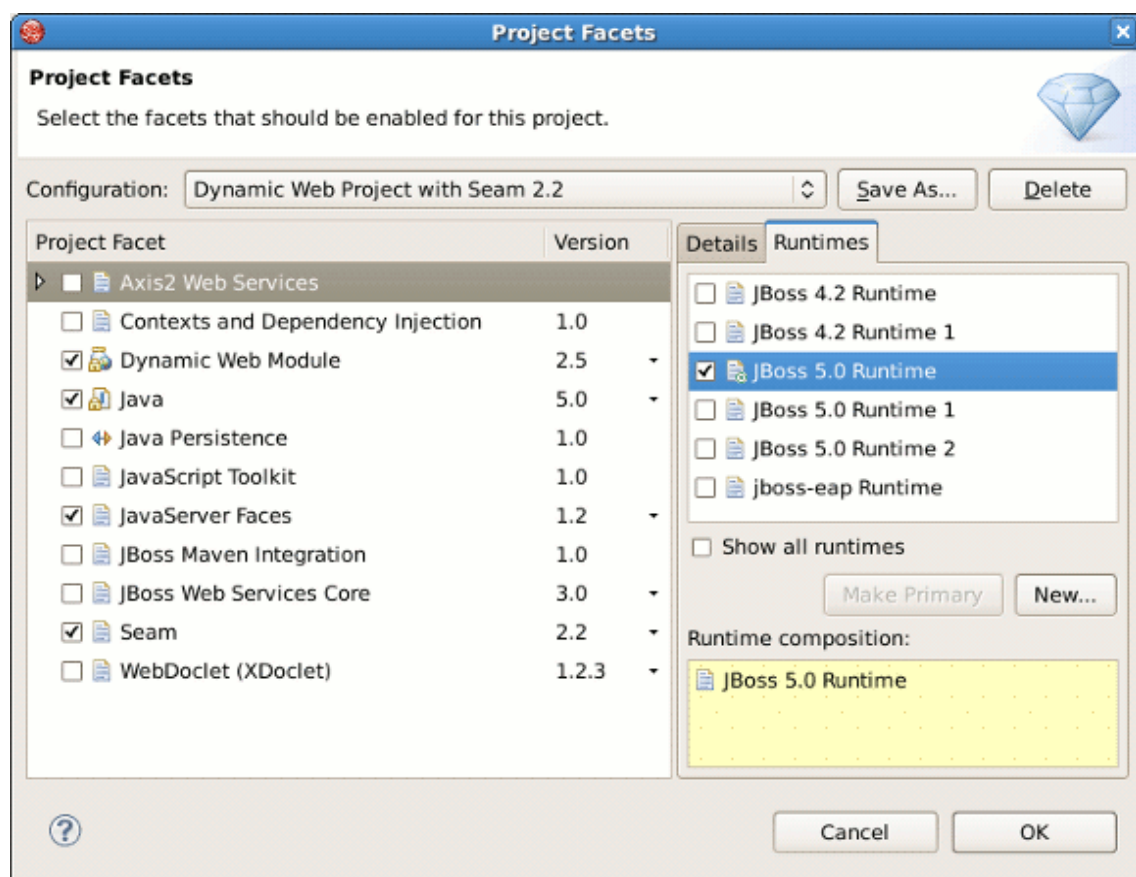 Project Facets
Project Facets
Select the facets that should be enabled for this project.
Configuration: Dynamic Web Project with Seam 2.2 Save As... Delete
Project Facet Version
Axis2 Web Services
Contexts and Dependency Injection 1.0
Dynamic Web Module 2.5
Java 5.0
Java Persistence 1.0
JavaScript Toolkit 1.0
JavaServer Faces 1.2
JBoss Maven Integration 1.0
JBoss Web Services Core 3.0
Seam 2.2
WebDoclet (XDoclet) 1.2.3
Details Runtimes
JBoss 4.2 Runtime
JBoss 4.2 Runtime 1
JBoss 5.0 Runtime
JBoss 5.0 Runtime 1
JBoss 5.0 Runtime 2
jboss-eap Runtime
Show all runtimes
Make Primary New...
Runtime composition:
JBoss 5.0 Runtime
? Cancel OK